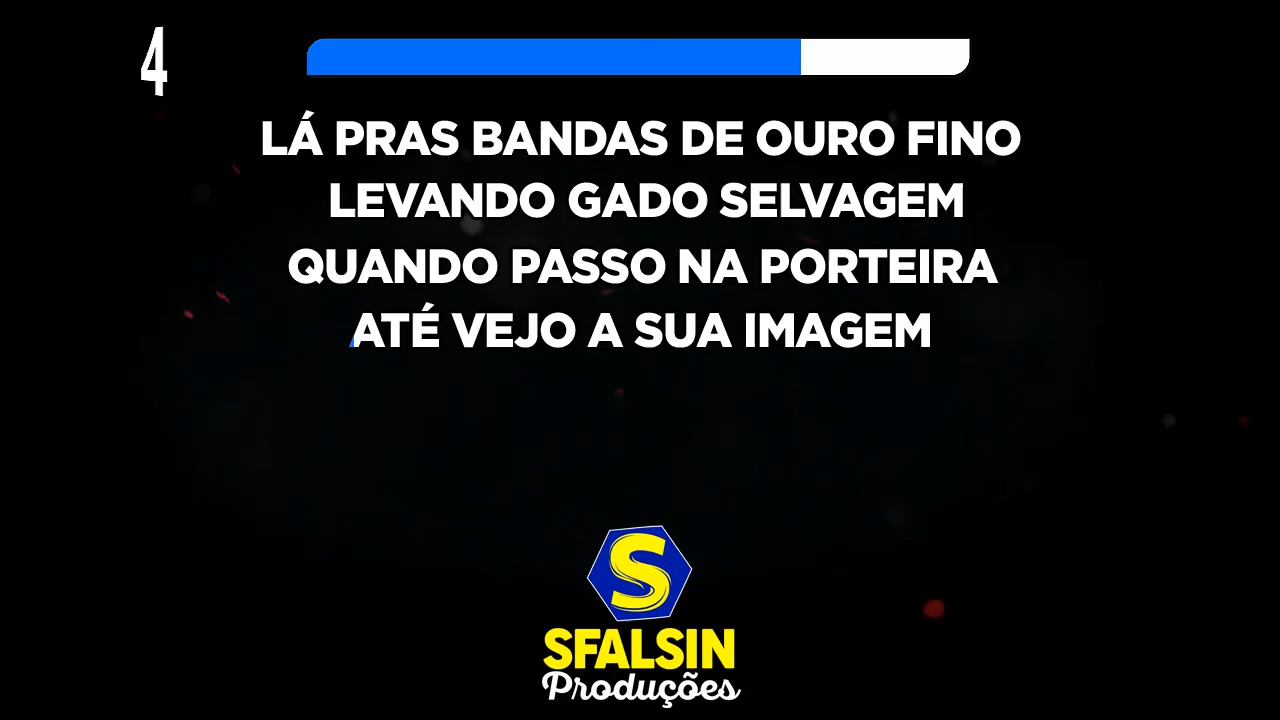 4
LÁ PRAS BANDAS DE OURO FINO
LEVANDO GADO SELVAGEM
QUANDO PASSO NA PORTEIRA
ATÉ VEJO A SUA IMAGEM
S
SFALSIN
Produções